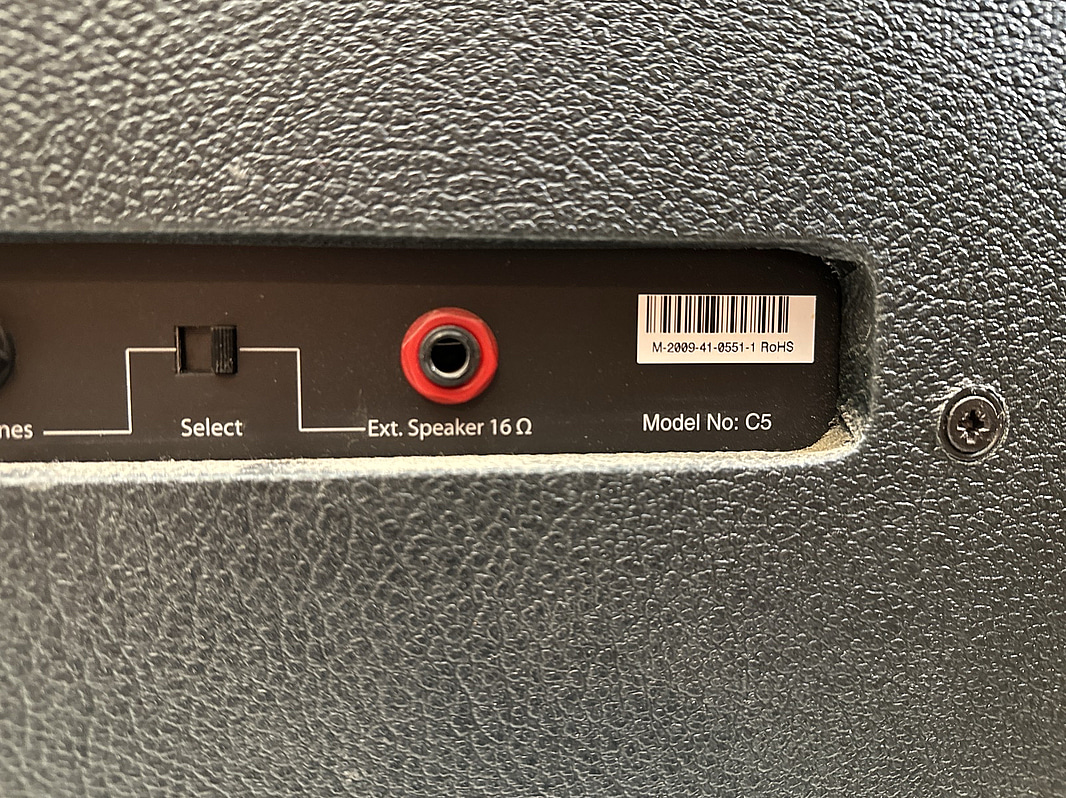 nes
Select
Ext. Speaker 16 Ω
M-2009-41-0551-1 RoHS
Model No: C5